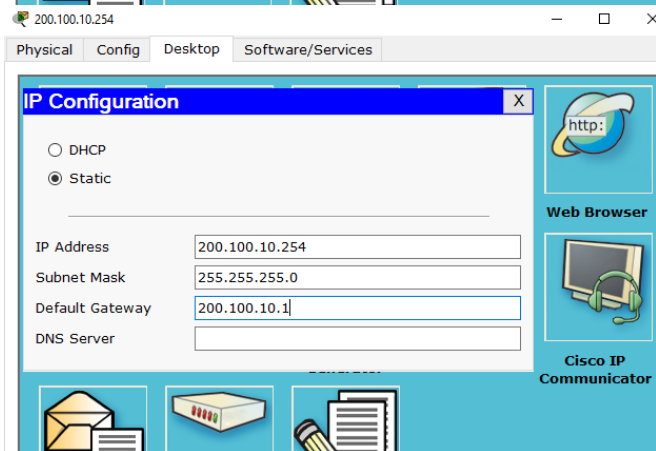 200.100.10.254
Physical Config Desktop Software/Services
IP Configuration X
http:
DHCP
Static
Web Browser
IP Address 200.100.10.254
Subnet Mask 255.255.255.0
Default Gateway 200.100.10.1
DNS Server
Cisco IP
Communicator